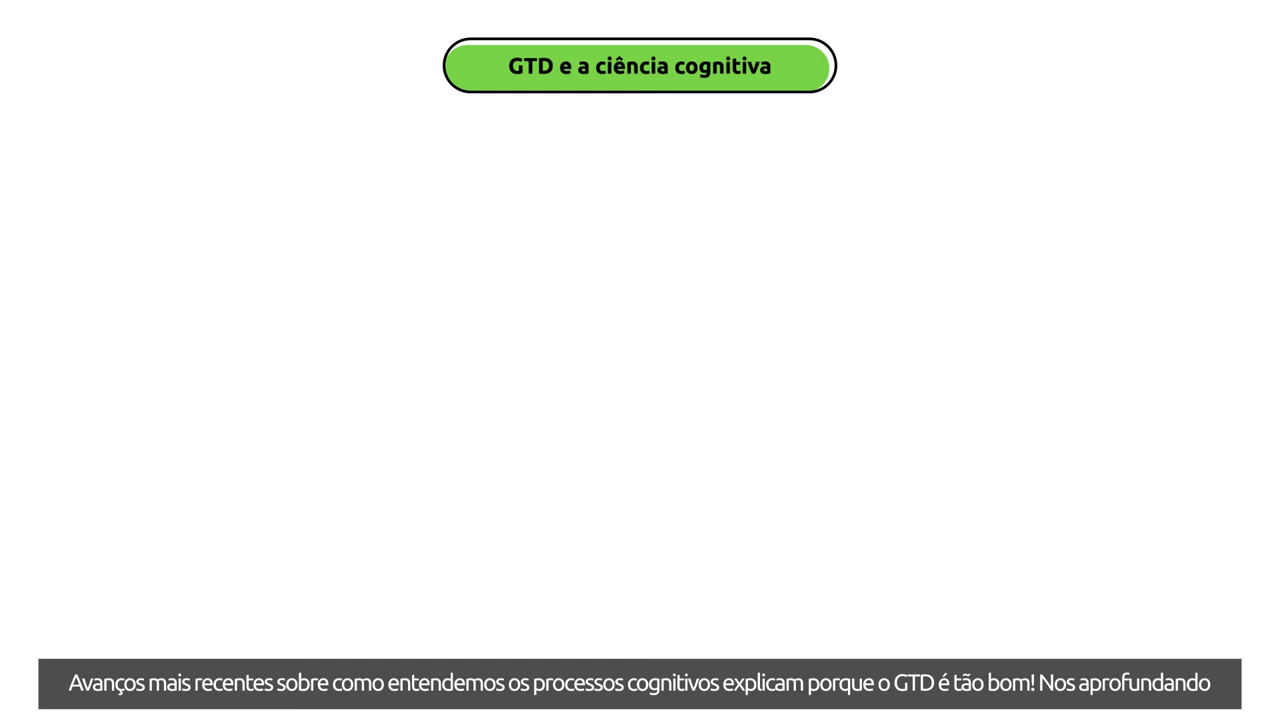 GTD e a ciência cognitiva
Avanços mais recentes sobre como entendemos os processos cognitivos explicam porque o GTD é tão bom! Nos aprofundando